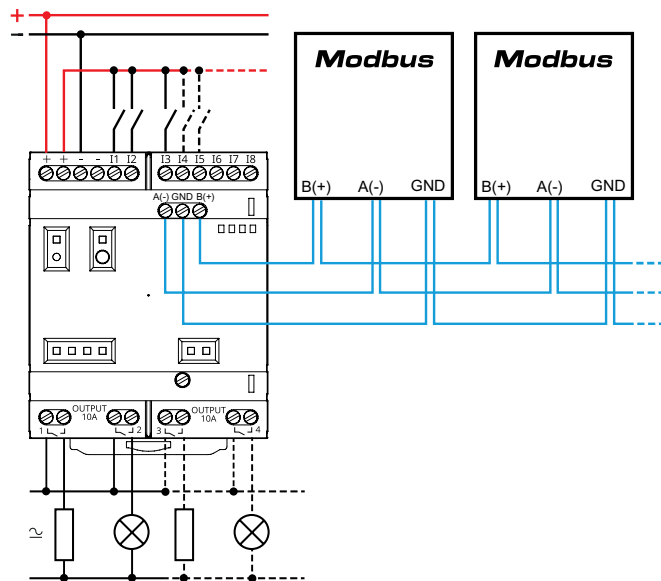 +
-
Modbus Modbus
+ + - - I1 I2 I3 I4 I5 I6 I7 I8
B(+) A(-) GND B(+) A(-) GND
A(-) GND B(+)
OUTPUT 10A OUTPUT 10A
1 2 3 4
≂